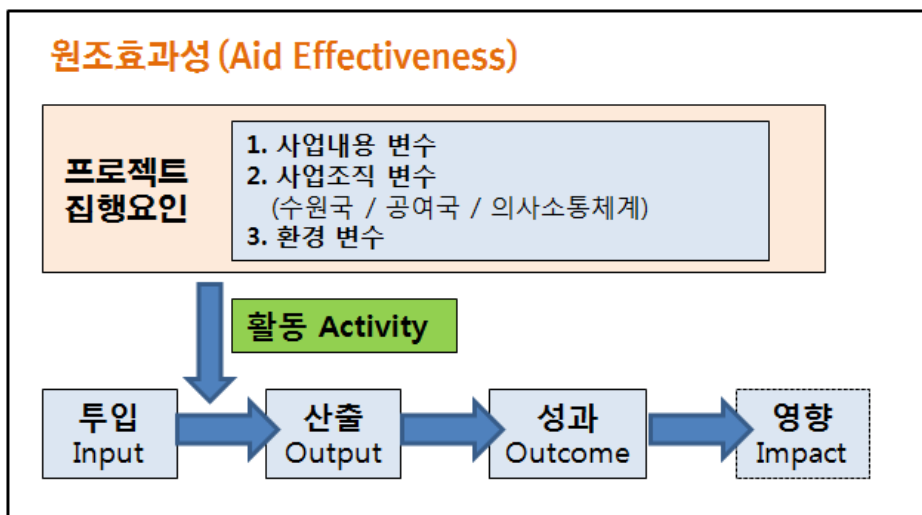 원조효과성 (Aid Effectiveness)
프로젝트
집행요인
1. 사업내용 변수
2. 사업조직 변수
(수원국 / 공여국 / 의사소통체계)
3. 환경 변수
활동 Activity
투입
Input
산출
Output
성과
Outcome
영향
Impact